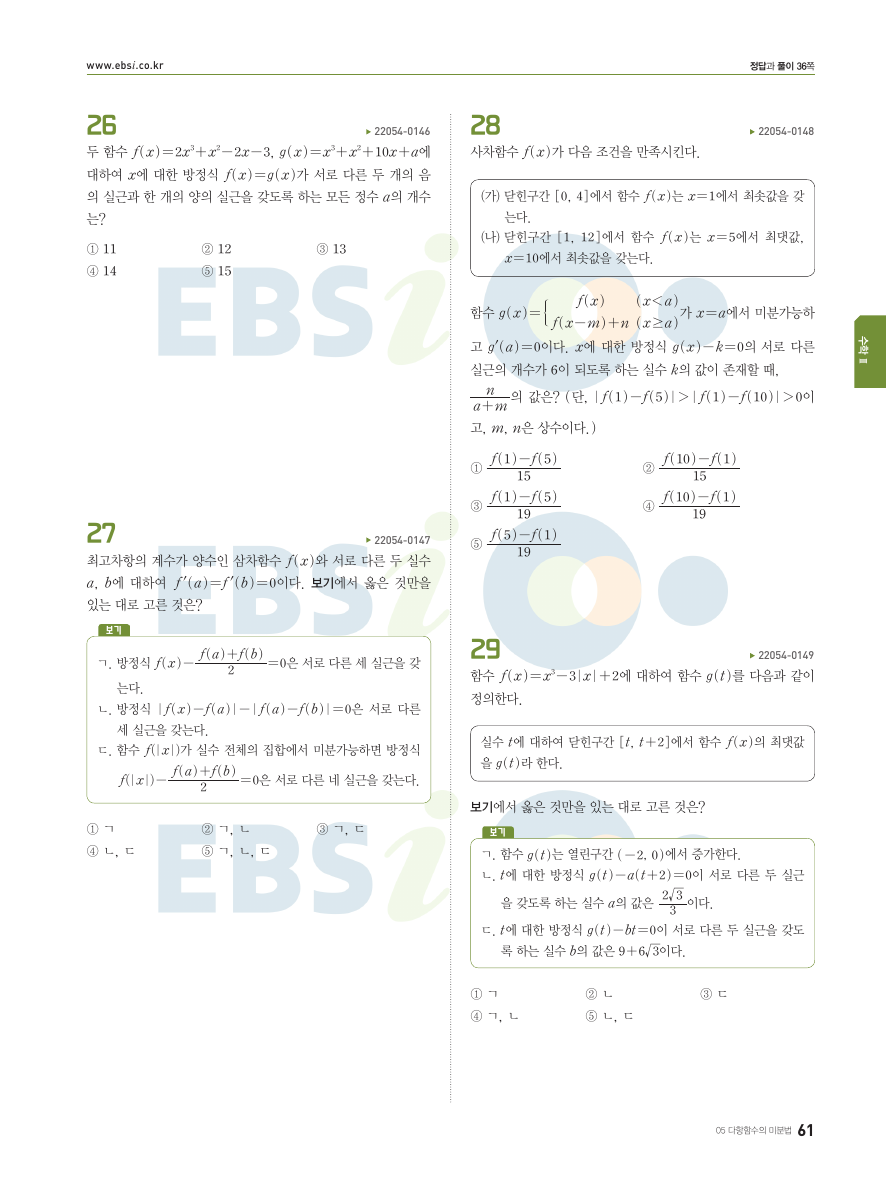 www.ebsi.co.kr
정답과 풀이 36쪽
26
▶ 22054-0146
두 함수 f(x)=2x³+x²-2x-3, g(x)=x³+x²+10x+a에
대하여 x에 대한 방정식 f(x)=g(x)가 서로 다른 두 개의 음
의 실근과 한 개의 양의 실근을 갖도록 하는 모든 정수 a의 개수
는?
① 11 ② 12 ③ 13
④ 14 ⑤ 15
27
▶ 22054-0147
최고차항의 계수가 양수인 삼차함수 f(x)와 서로 다른 두 실수
a, b에 대하여 f′(a)=f′(b)=0이다. 보기에서 옳은 것만을
있는 대로 고른 것은?
보기
ㄱ. 방정식 f(x)-(f(a)+f(b))/2=0은 서로 다른 세 실근을 갖
는다.
ㄴ. 방정식 |f(x)-f(a)|-|f(a)-f(b)|=0은 서로 다른
세 실근을 갖는다.
ㄷ. 함수 f(|x|)가 실수 전체의 집합에서 미분가능하면 방정식
f(|x|)-(f(a)+f(b))/2=0은 서로 다른 네 실근을 갖는다.
① ㄱ ② ㄱ, ㄴ ③ ㄱ, ㄷ
④ ㄴ, ㄷ ⑤ ㄱ, ㄴ, ㄷ
28
▶ 22054-0148
사차함수 f(x)가 다음 조건을 만족시킨다.
(가) 닫힌구간 [0, 4]에서 함수 f(x)는 x=1에서 최솟값을 갖
는다.
(나) 닫힌구간 [1, 12]에서 함수 f(x)는 x=5에서 최댓값,
x=10에서 최솟값을 갖는다.
함수 g(x)={ f(x) (x<a)
f(x-m)+n (x≥a) 가 x=a에서 미분가능하
고 g′(a)=0이다. x에 대한 방정식 g(x)-k=0의 서로 다른
실근의 개수가 6이 되도록 하는 실수 k의 값이 존재할 때,
n/(a+m)의 값은? (단, |f(1)-f(5)|>|f(1)-f(10)|>0이
고, m, n은 상수이다.)
① (f(1)-f(5))/15 ② (f(10)-f(1))/15
③ (f(1)-f(5))/19 ④ (f(10)-f(1))/19
⑤ (f(5)-f(1))/19
29
▶ 22054-0149
함수 f(x)=x³-3|x|+2에 대하여 함수 g(t)를 다음과 같이
정의한다.
실수 t에 대하여 닫힌구간 [t, t+2]에서 함수 f(x)의 최댓값
을 g(t)라 한다.
보기에서 옳은 것만을 있는 대로 고른 것은?
보기
ㄱ. 함수 g(t)는 열린구간 (-2, 0)에서 증가한다.
ㄴ. t에 대한 방정식 g(t)-a(t+2)=0이 서로 다른 두 실근
을 갖도록 하는 실수 a의 값은 2√3/3이다.
ㄷ. t에 대한 방정식 g(t)-bt=0이 서로 다른 두 실근을 갖도
록 하는 실수 b의 값은 9+6√3이다.
① ㄱ ② ㄴ ③ ㄷ
④ ㄱ, ㄴ ⑤ ㄴ, ㄷ
수학 Ⅱ
05 다항함수의 미분법 61
EBSi
EBSi
EBSi